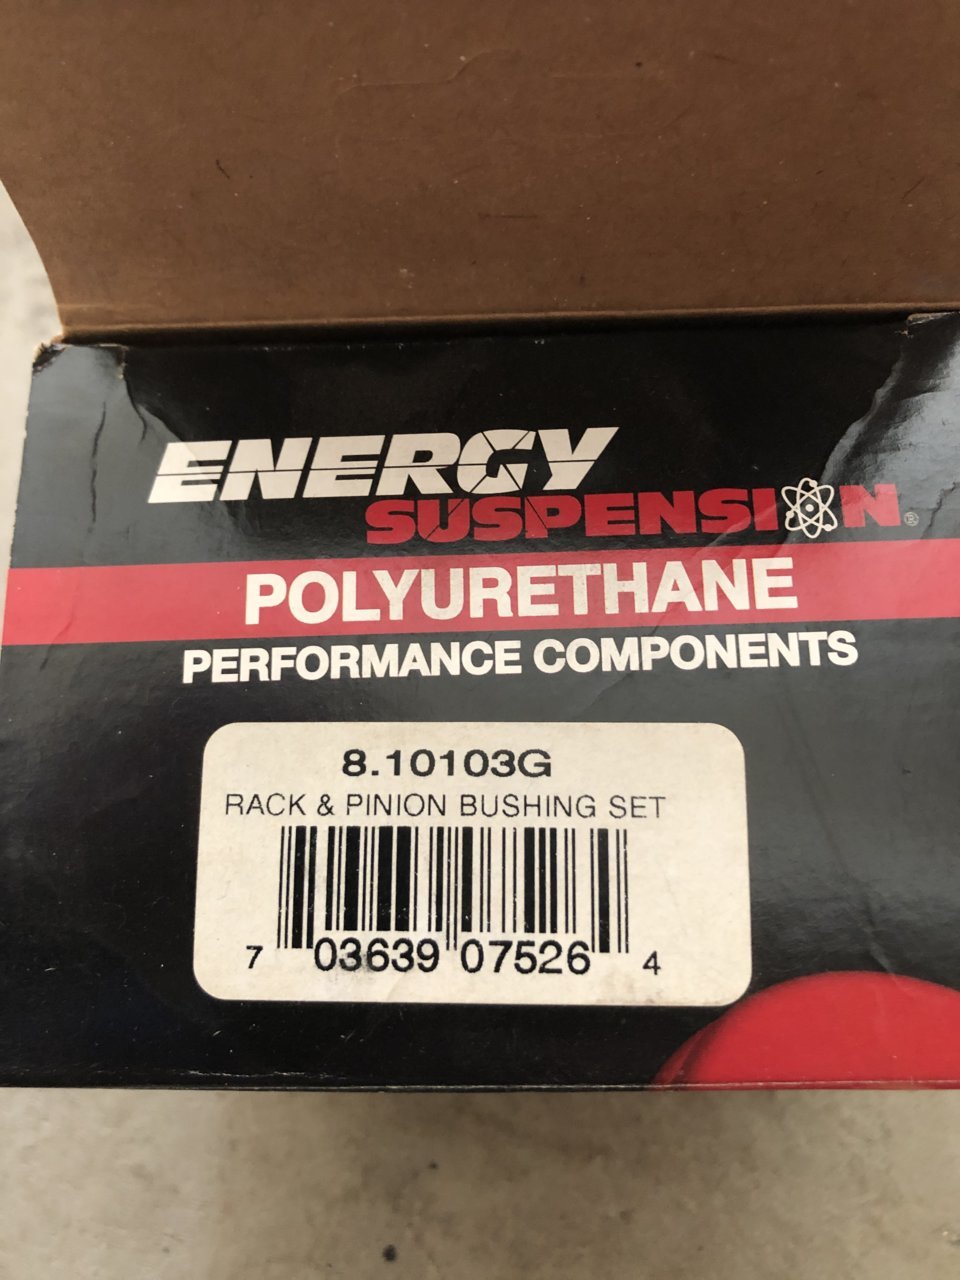 ENERGY
SUSPENSION®
POLYURETHANE
PERFORMANCE COMPONENTS
8.10103G
RACK & PINION BUSHING SET
7 03639 07526 4